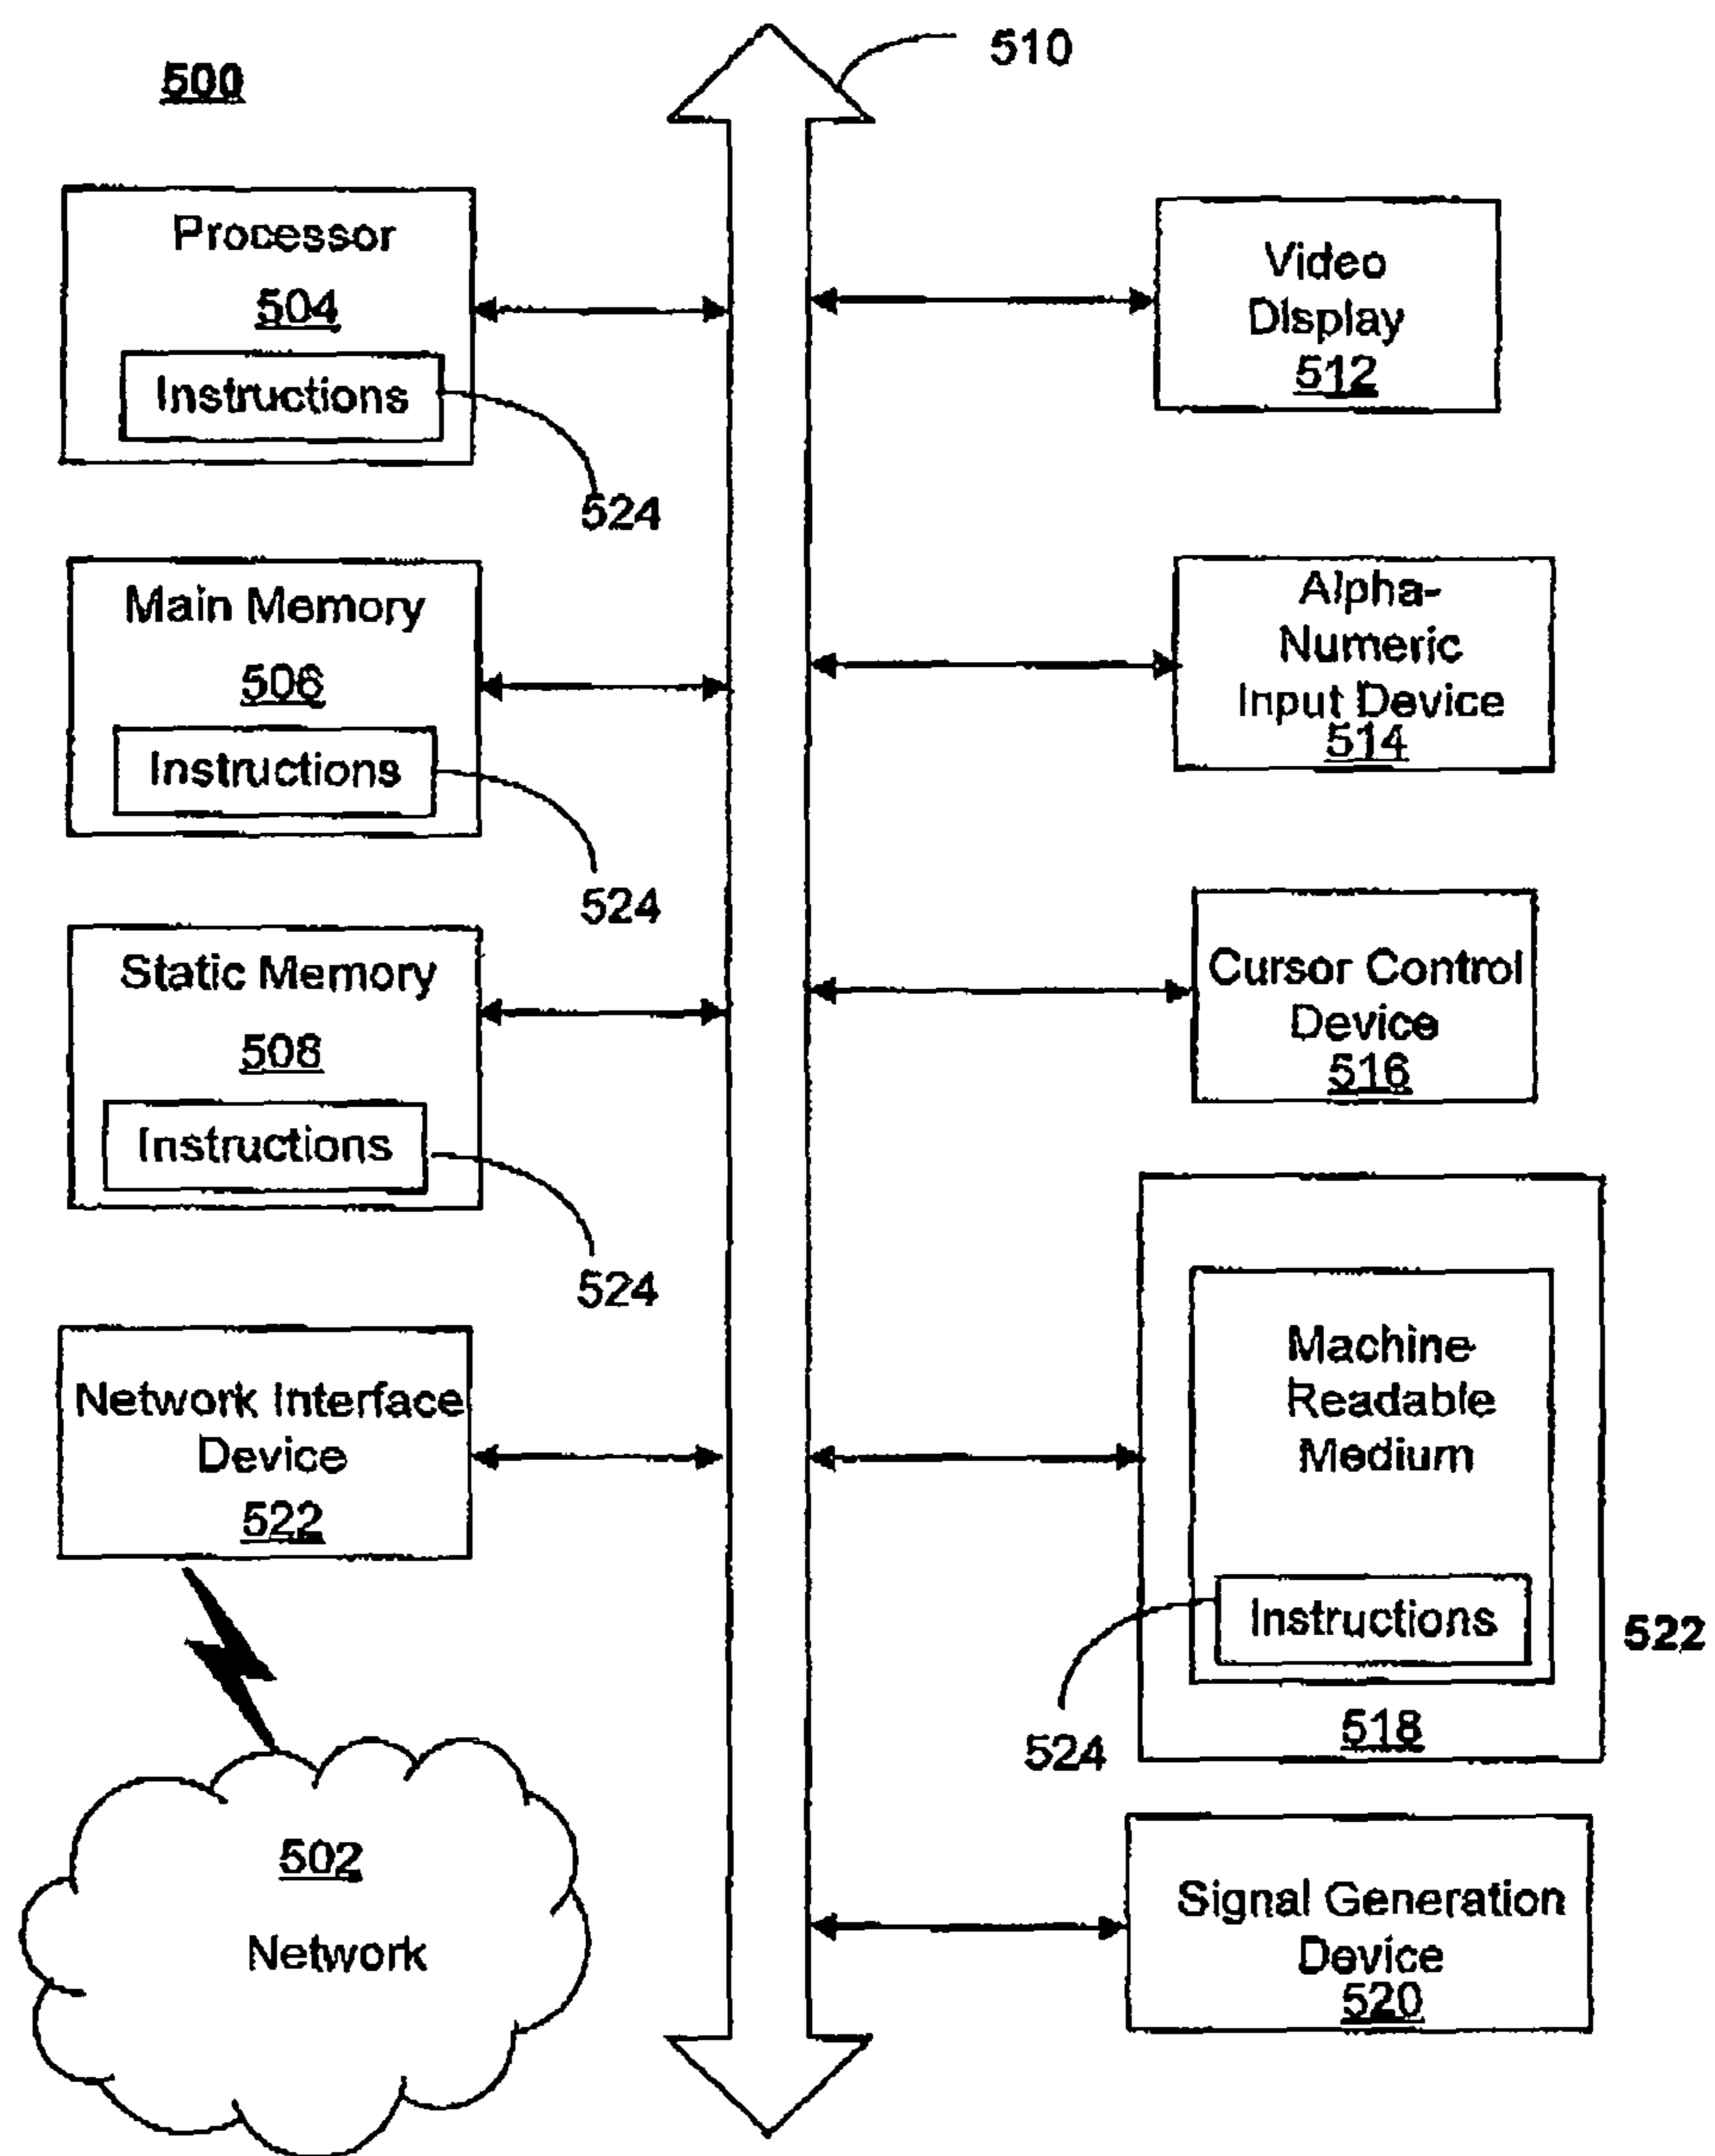 500
510
Processor
504
Instructions
524
Main Memory
506
Instructions
524
Static Memory
508
Instructions
524
Network Interface
Device
522
502
Network
Video
Display
512
Alpha-
Numeric
Input Device
514
Cursor Control
Device
516
Machine
Readable
Medium
Instructions
522
518
524
Signal Generation
Device
520